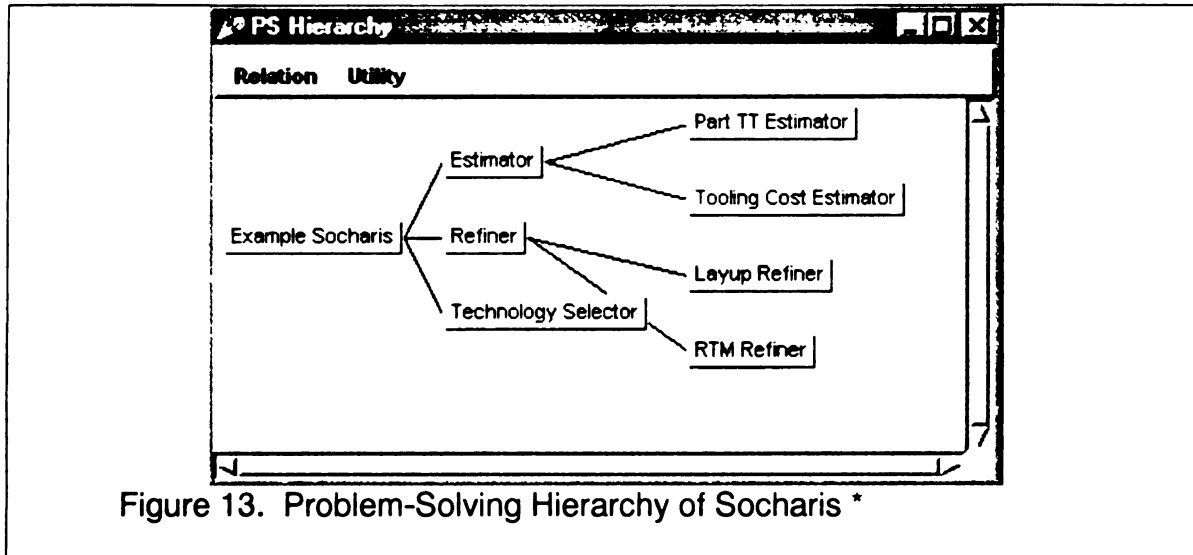 PS Hierarchy
Relation Utility
Part TT Estimator
Estimator
Tooling Cost Estimator
Example Socharis
Refiner
Layup Refiner
Technology Selector
RTM Refiner
Figure 13. Problem-Solving Hierarchy of Socharis *